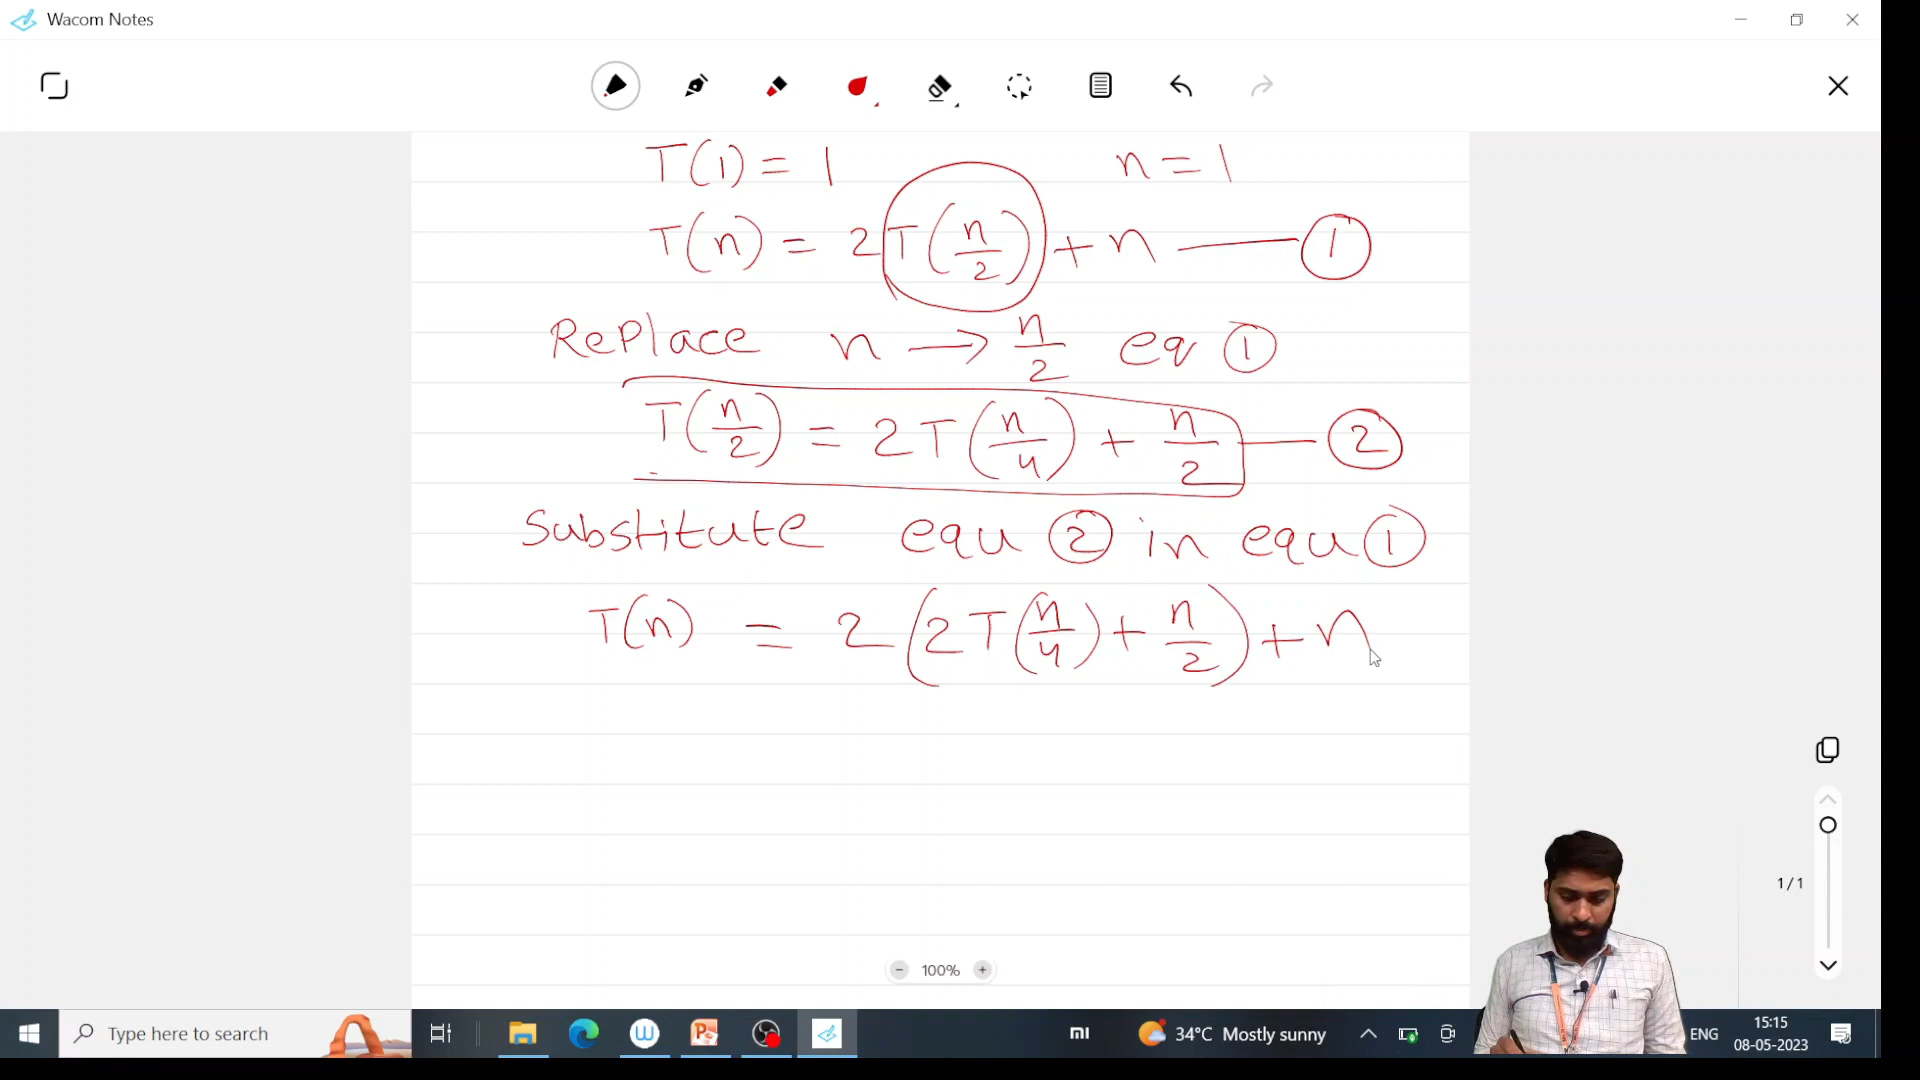 Wacom Notes
T(1) = 1 n = 1
T(n) = 2T(n/2) + n — ①
Replace n → n/2 eq ①
T(n/2) = 2T(n/4) + n/2 — ②
Substitute equ ② in equ ①
T(n) = 2(2T(n/4) + n/2) + n
1 / 1
100%
Type here to search
mi
34°C Mostly sunny
ENG
15:15
08-05-2023